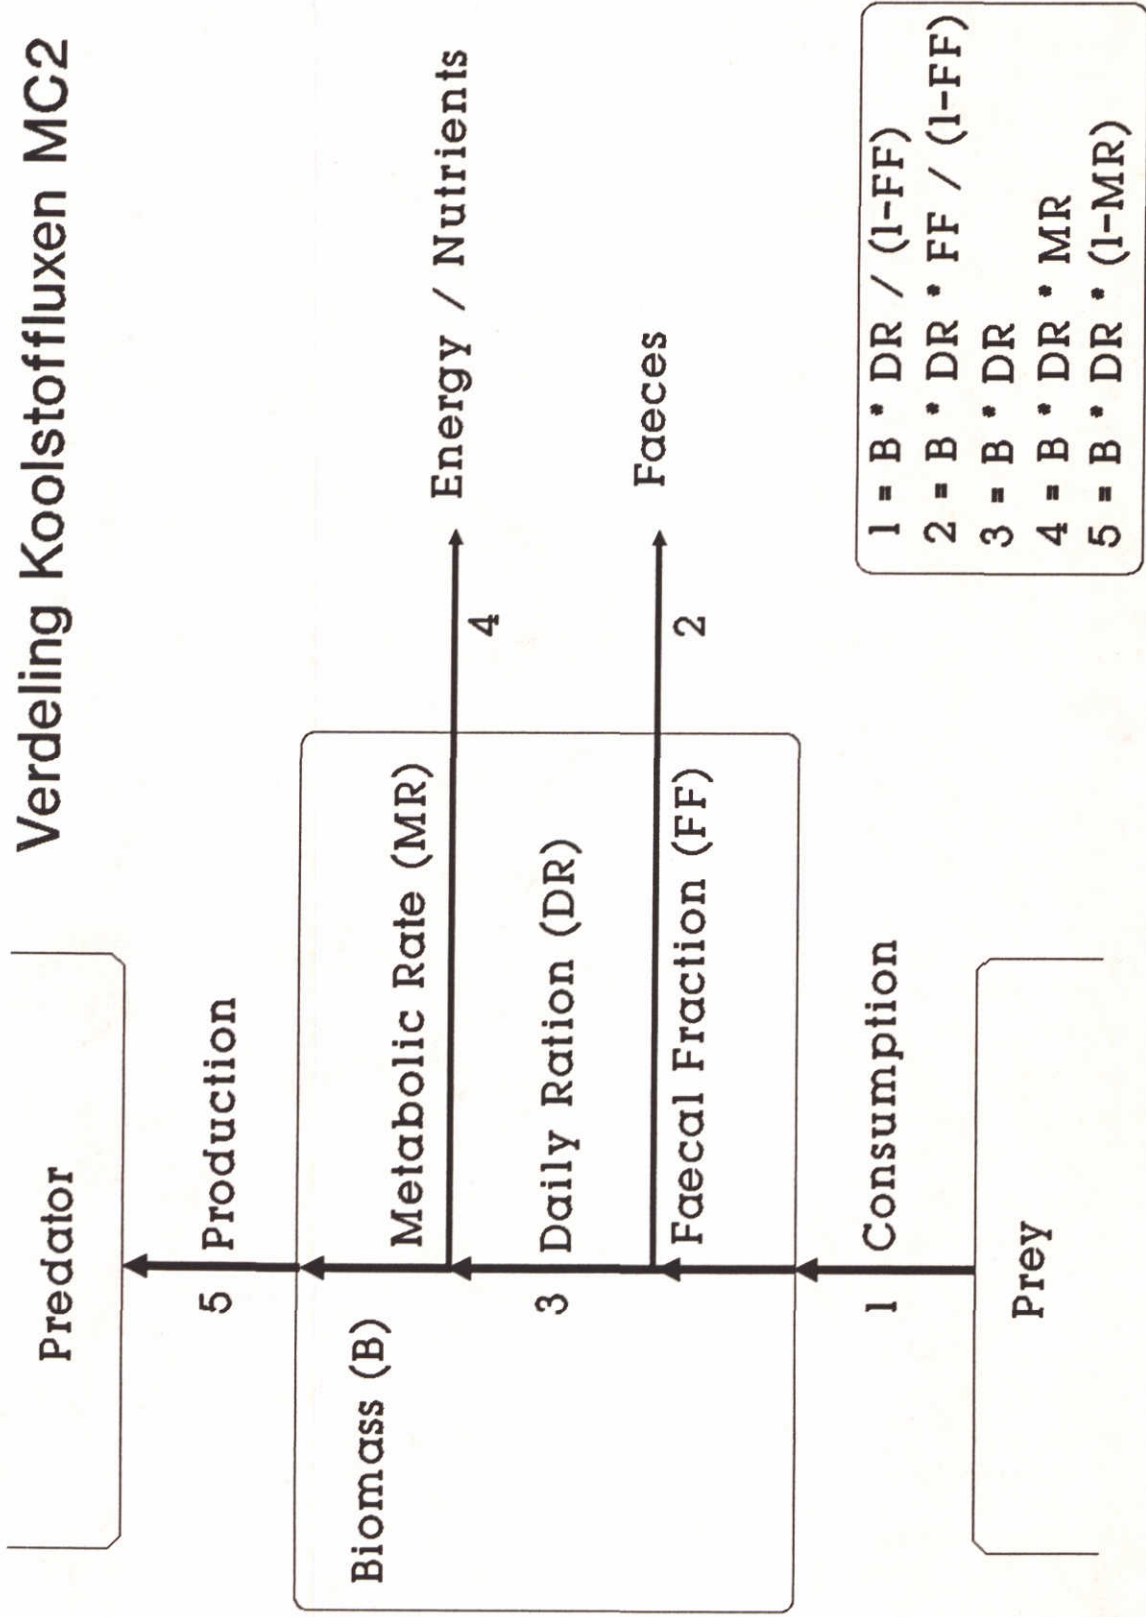 Verdeling Koolstoffluxen MC2
Predator
5 Production
Biomass (B)
Metabolic Rate (MR)
4
Energy / Nutrients
3
Daily Ration (DR)
Faecal Fraction (FF)
2
Faeces
1 Consumption
Prey
1 = B * DR / (1-FF)
2 = B * DR * FF / (1-FF)
3 = B * DR
4 = B * DR * MR
5 = B * DR * (1-MR)